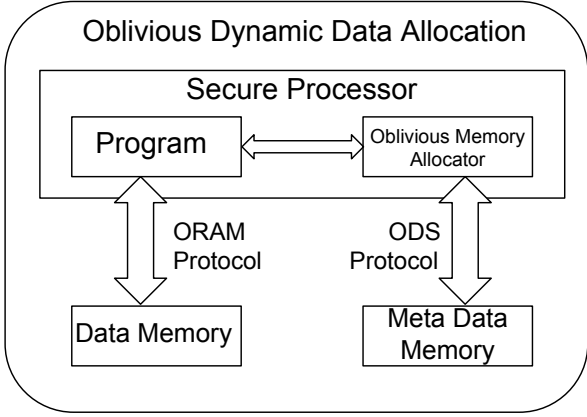 Oblivious Dynamic Data Allocation
Secure Processor
Program
Oblivious Memory
Allocator
ORAM
Protocol
ODS
Protocol
Data Memory
Meta Data
Memory